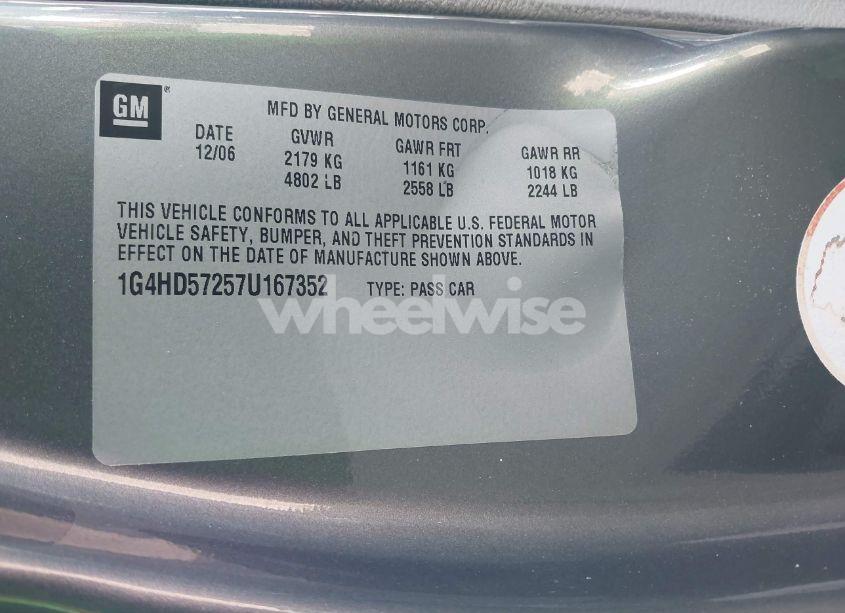 GM®
MFD BY GENERAL MOTORS CORP.
DATE GVWR GAWR FRT GAWR RR
12/06 2179 KG 1161 KG 1018 KG
4802 LB 2558 LB 2244 LB
THIS VEHICLE CONFORMS TO ALL APPLICABLE U.S. FEDERAL MOTOR
VEHICLE SAFETY, BUMPER, AND THEFT PREVENTION STANDARDS IN
EFFECT ON THE DATE OF MANUFACTURE SHOWN ABOVE.
1G4HD57257U167352 TYPE: PASS CAR
wheelwise